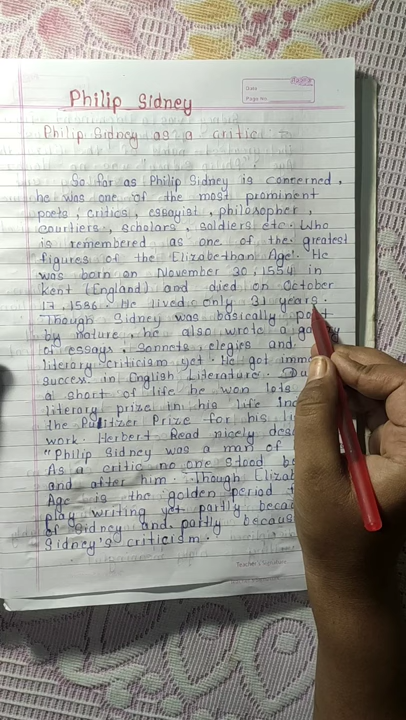 Date
Page No.
Philip Sidney
Philip Sidney as a critic
So far as Philip Sidney is concerned,
he was one of the most prominent
poets, critics, essayist, philosopher,
courtiers, scholars, soldiers etc. Who
is remembered as one of the greatest
figures of the Elizabethan Age. He
was born on November 30, 1554 in
Kent (England) and died on October
17, 1586. He lived only 31 years.
Though Sidney was basically poet
by nature, he also wrote a
of essays, sonnets, elegies and
literary criticism yet. He got
success in English Literature.
a short of life he won lots
literary prize in his life
the Pulitzer Prize for his
work. Herbert Read nicely
"Philip Sidney was a man of
As a critic no one stood
and after him. Though
Age is the golden period
play writing yet partly
of Sidney and partly
Sidney's criticism.
Teacher's Signature